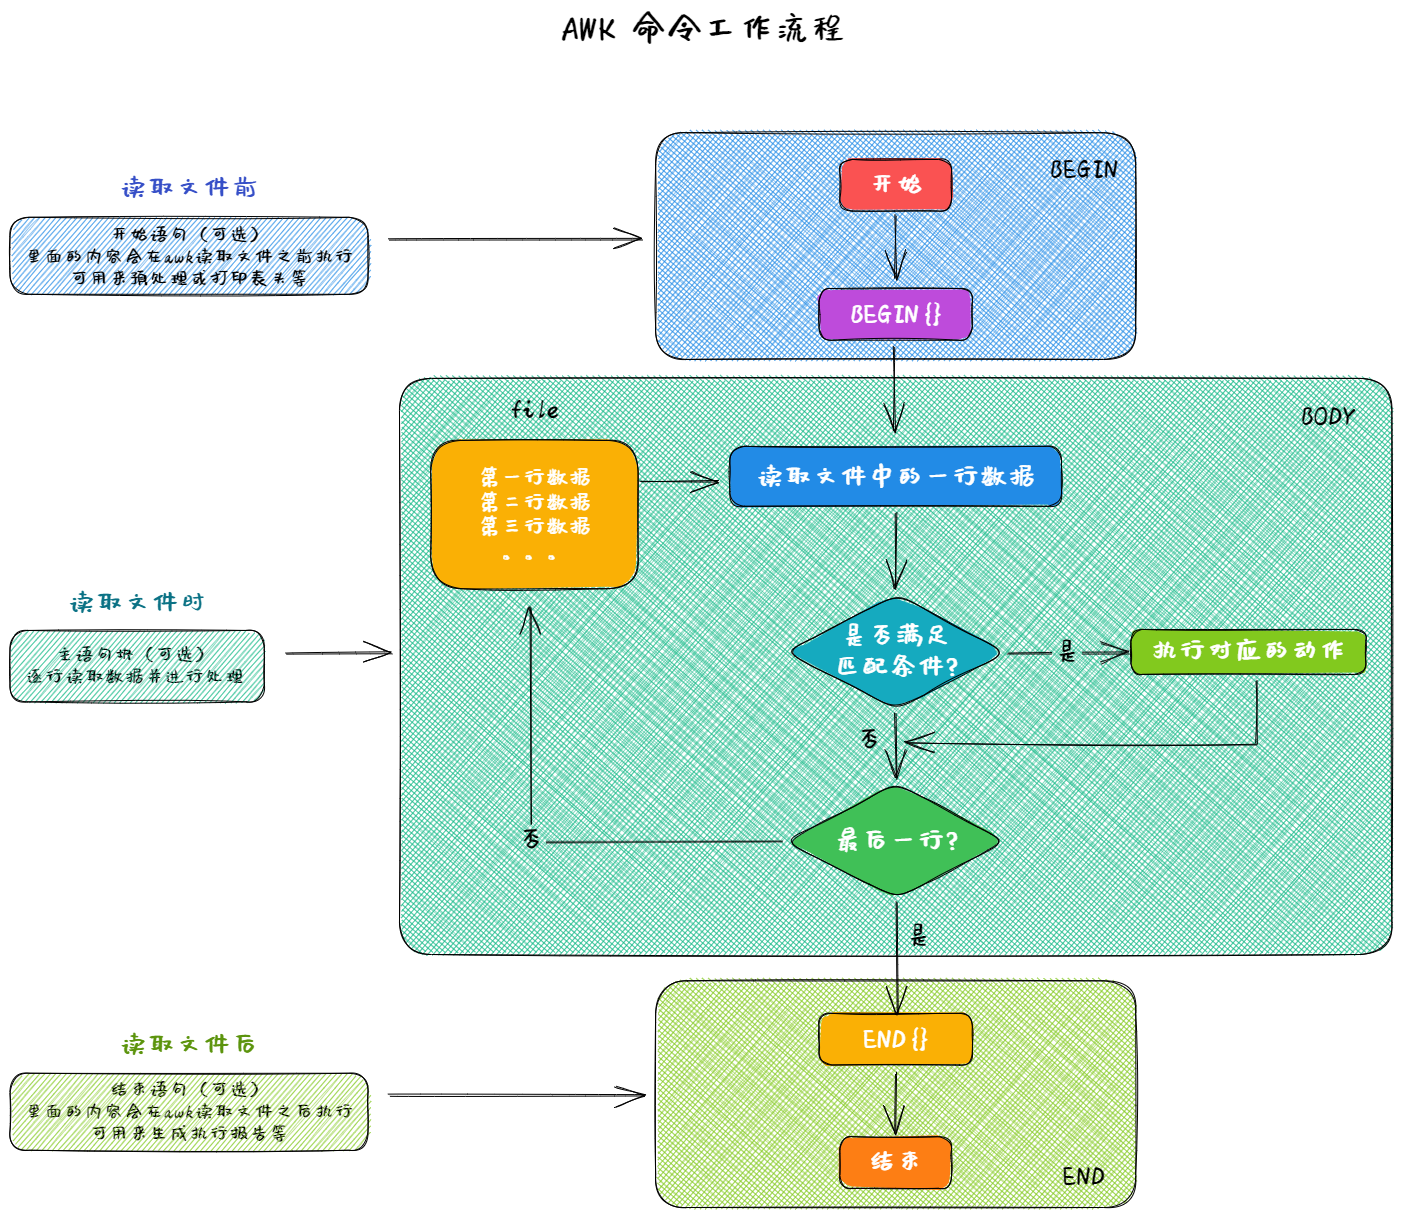 AWK 命令工作流程
读取文件前
开始语句（可选）
里面的内容会在awk读取文件之前执行
可用来预处理或打印表头等
BEGIN
开始
BEGIN{}
file
BODY
第一行数据
第二行数据
第三行数据
...
读取文件中的一行数据
读取文件时
主语句块（可选）
逐行读取数据并进行处理
是否满足
匹配条件?
是
执行对应的动作
否
最后一行?
否
是
读取文件后
结束语句（可选）
里面的内容会在awk读取文件之后执行
可用来生成执行报告等
END{}
结束
END